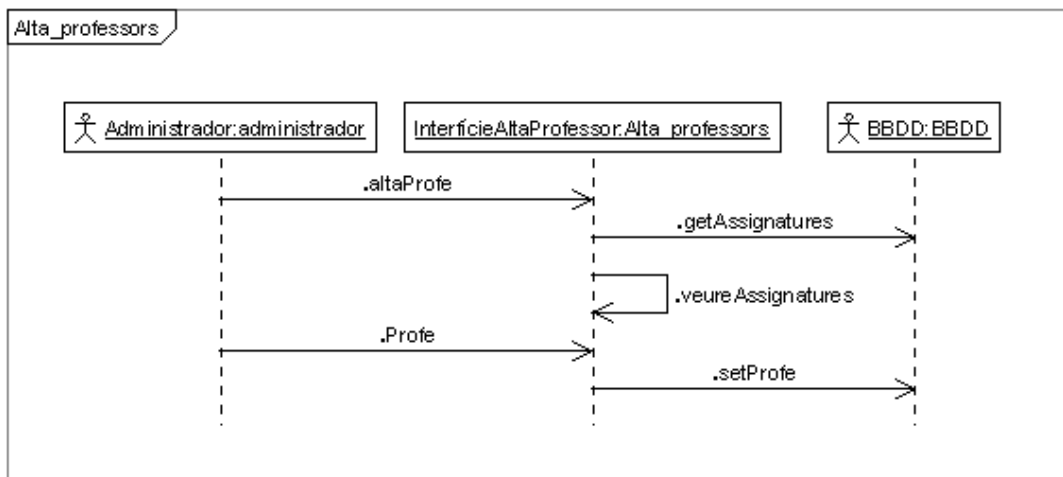 Alta_professors
Administrador:administrador
InterfícieAltaProfessor:Alta_professors
BBDD:BBDD
.altaProfe
.getAssignatures
.veureAssignatures
.Profe
.setProfe